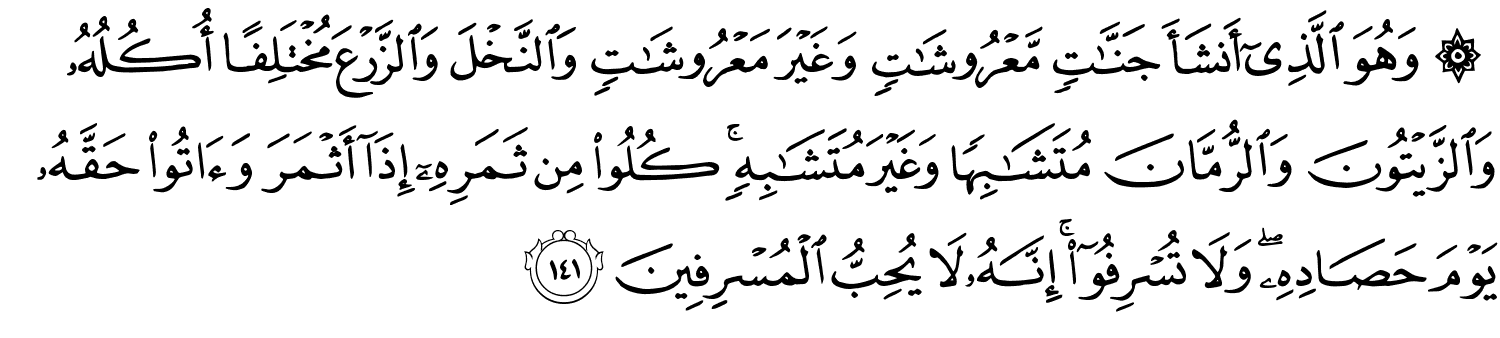 ۞ وَهُوَ ٱلَّذِىٓ أَنشَأَ جَنَّـٰتٍ مَّعْرُوشَـٰتٍ وَغَيْرَ مَعْرُوشَـٰتٍ وَٱلنَّخْلَ وَٱلزَّرْعَ مُخْتَلِفًا أُكُلُهُۥ
وَٱلزَّيْتُونَ وَٱلرُّمَّانَ مُتَشَـٰبِهًا وَغَيْرَ مُتَشَـٰبِهٍ ۚ كُلُوا۟ مِن ثَمَرِهِۦٓ إِذَآ أَثْمَرَ وَءَاتُوا۟ حَقَّهُۥ
يَوْمَ حَصَادِهِۦ ۖ وَلَا تُسْرِفُوٓا۟ ۚ إِنَّهُۥ لَا يُحِبُّ ٱلْمُسْرِفِينَ ١٤١